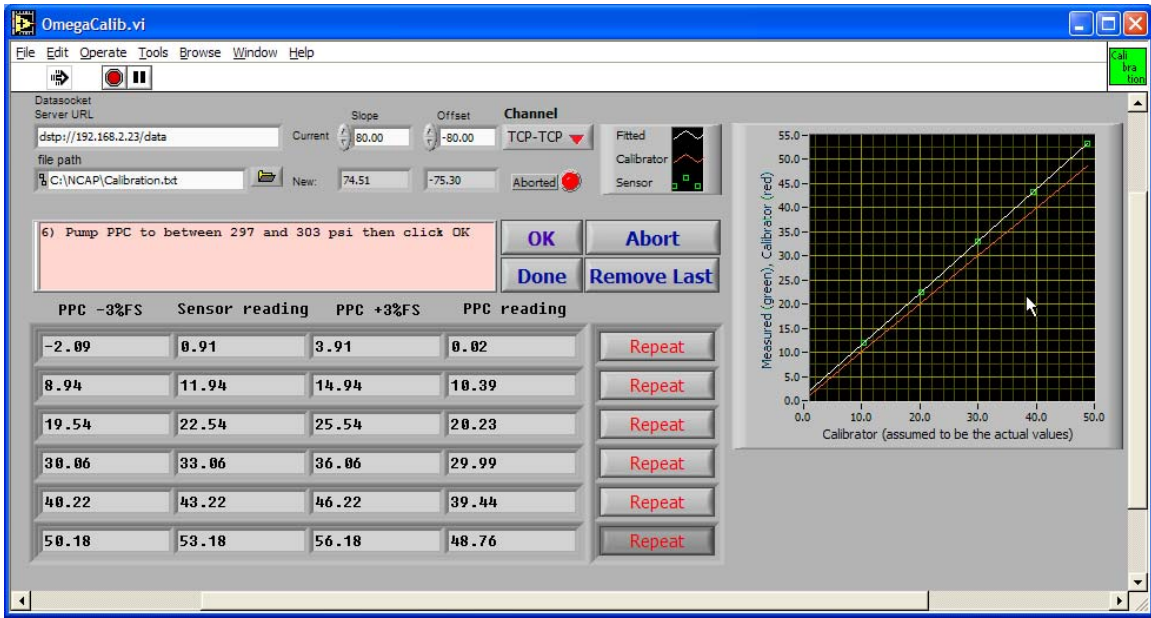 OmegaCalib.vi
File Edit Operate Tools Browse Window Help
Cali
bra
tion
Datasocket
Server URL
dstp://192.168.2.23/data
file path
C:\NCAP\Calibration.txt
Slope Offset Channel
Current 80.00 -80.00 TCP-TCP
New: 74.51 -75.30 Aborted
Fitted
Calibrator
Sensor
6) Pump PPC to between 297 and 303 psi then click OK
OK Abort
Done Remove Last
PPC -3%FS Sensor reading PPC +3%FS PPC reading
-2.09 0.91 3.91 0.02 Repeat
8.94 11.94 14.94 10.39 Repeat
19.54 22.54 25.54 20.23 Repeat
30.06 33.06 36.06 29.99 Repeat
40.22 43.22 46.22 39.44 Repeat
50.18 53.18 56.18 48.76 Repeat
Measured (green), Calibrator (red)
55.0
50.0
45.0
40.0
35.0
30.0
25.0
20.0
15.0
10.0
5.0
0.0
0.0 10.0 20.0 30.0 40.0 50.0
Calibrator (assumed to be the actual values)